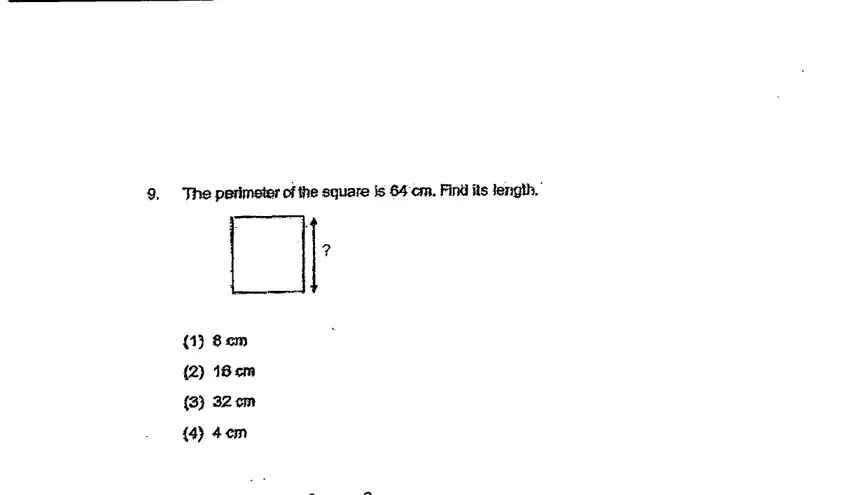 9. The perimeter of the square is 64 cm. Find its length.
?
(1) 8 cm
(2) 16 cm
(3) 32 cm
(4) 4 cm